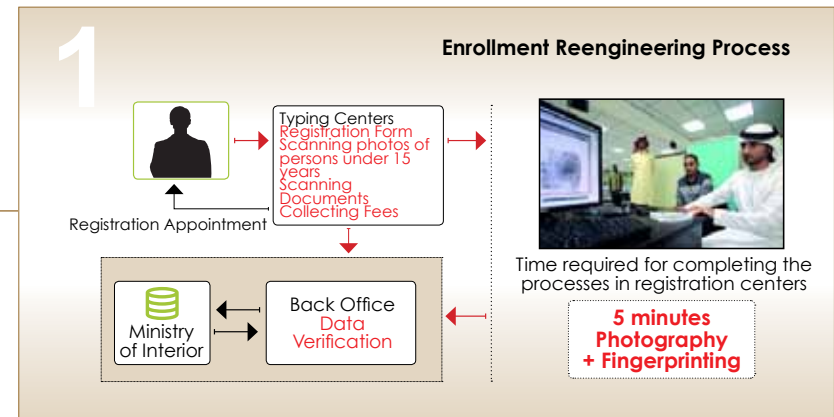 1
Enrollment Reengineering Process
Typing Centers
Registration Form
Scanning photos of
persons under 15
years
Scanning
Documents
Collecting Fees
Registration Appointment
Ministry
of Interior
Back Office
Data
Verification
Time required for completing the
processes in registration centers
5 minutes
Photography
+ Fingerprinting